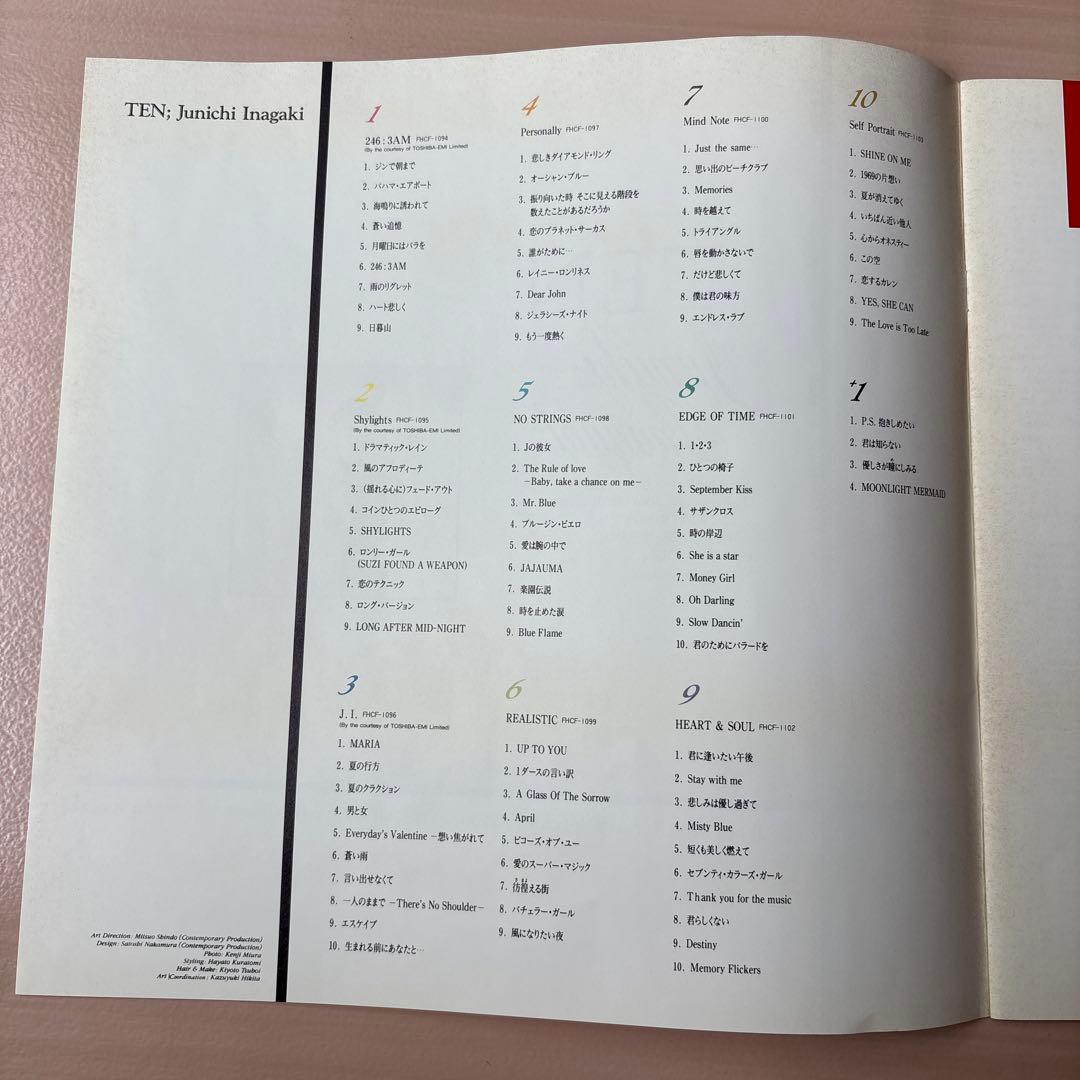 TEN; Junichi Inagaki
1
246:3AM FHCF-1094
(By the courtesy of TOSHIBA-EMI Limited)
1. ジンで朝まで
2. バハマ・エアポート
3. 海鳴りに誘われて
4. 蒼い追憶
5. 月曜日にはバラを
6. 246:3AM
7. 雨のリグレット
8. ハート悲しく
9. 日暮山
2
Shylights FHCF-1095
(By the courtesy of TOSHIBA-EMI Limited)
1. ドラマティック・レイン
2. 風のアフロディーテ
3. (揺れる心に)フェード・アウト
4. コインひとつのエピローグ
5. SHYLIGHTS
6. ロンリー・ガール
(SUZI FOUND A WEAPON)
7. 恋のテクニック
8. ロング・バージョン
9. LONG AFTER MID-NIGHT
3
J.I. FHCF-1096
(By the courtesy of TOSHIBA-EMI Limited)
1. MARIA
2. 夏の行方
3. 夏のクラクション
4. 男と女
5. Everyday's Valentine −想い焦がれて
6. 蒼い雨
7. 言い出せなくて
8. 一人のままで −There's No Shoulder−
9. エスケイプ
10. 生まれる前にあなたと…
4
Personally FHCF-1097
1. 悲しきダイアモンド・リング
2. オーシャン・ブルー
3. 振り向いた時 そこに見える階段を
数えたことがあるだろうか
4. 恋のプラネット・サーカス
5. 誰がために…
6. レイニー・ロンリネス
7. Dear John
8. ジェラシーズ・ナイト
9. もう一度熱く
5
NO STRINGS FHCF-1098
1. Jの彼女
2. The Rule of love
−Baby, take a chance on me−
3. Mr. Blue
4. ブルージン・ピエロ
5. 愛は腕の中で
6. JAJAUMA
7. 楽園伝説
8. 時を止めた涙
9. Blue Flame
6
REALISTIC FHCF-1099
1. UP TO YOU
2. 1ダースの言い訳
3. A Glass Of The Sorrow
4. April
5. ビコーズ・オブ・ユー
6. 愛のスーパー・マジック
7. 彷徨える街
8. バチェラー・ガール
9. 風になりたい夜
7
Mind Note FHCF-1100
1. Just the same…
2. 思い出のビーチクラブ
3. Memories
4. 時を越えて
5. トライアングル
6. 唇を動かさないで
7. だけど悲しくて
8. 僕は君の味方
9. エンドレス・ラブ
8
EDGE OF TIME FHCF-1101
1. 1・2・3
2. ひとつの椅子
3. September Kiss
4. サザンクロス
5. 時の岸辺
6. She is a star
7. Money Girl
8. Oh Darling
9. Slow Dancin'
10. 君のためにバラードを
9
HEART & SOUL FHCF-1102
1. 君に逢いたい午後
2. Stay with me
3. 悲しみは優し過ぎて
4. Misty Blue
5. 短くも美しく燃えて
6. セブンティ・カラーズ・ガール
7. Thank you for the music
8. 君らしくない
9. Destiny
10. Memory Flickers
10
Self Portrait FHCF-1103
1. SHINE ON ME
2. 1969の片想い
3. 夏が消えてゆく
4. いちばん近い他人
5. 心からオネスティー
6. この空
7. 恋するカレン
8. YES, SHE CAN
9. The Love is Too Late
+1
1. P.S. 抱きしめたい
2. 君は知らない
3. 優しさが瞳にしみる
4. MOONLIGHT MERMAID
Art Direction: Mitsuo Shindo (Contemporary Production)
Design: Satoshi Nakamura (Contemporary Production)
Photo: Kenji Miura
Styling: Hayato Kuratomi
Hair & Make: Kiyoto Tsuboi
Art Coordination: Kazuyuki Hikita